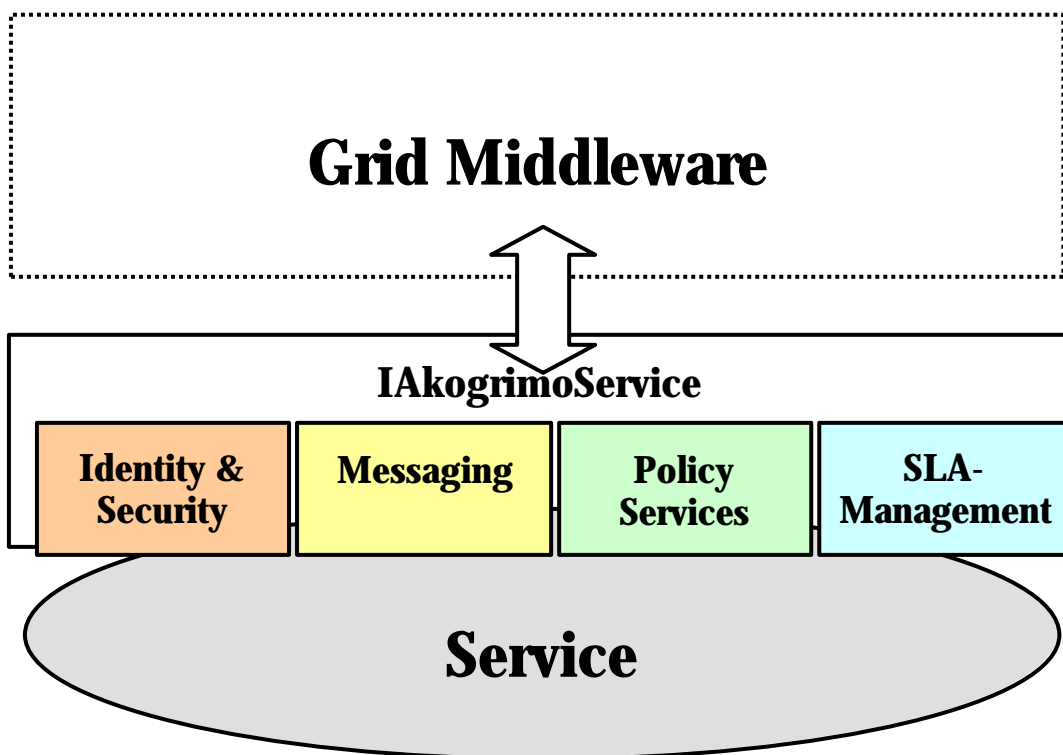 Grid Middleware
IAkogrimoService
Identity &
Security
Messaging
Policy
Services
SLA-
Management
Service